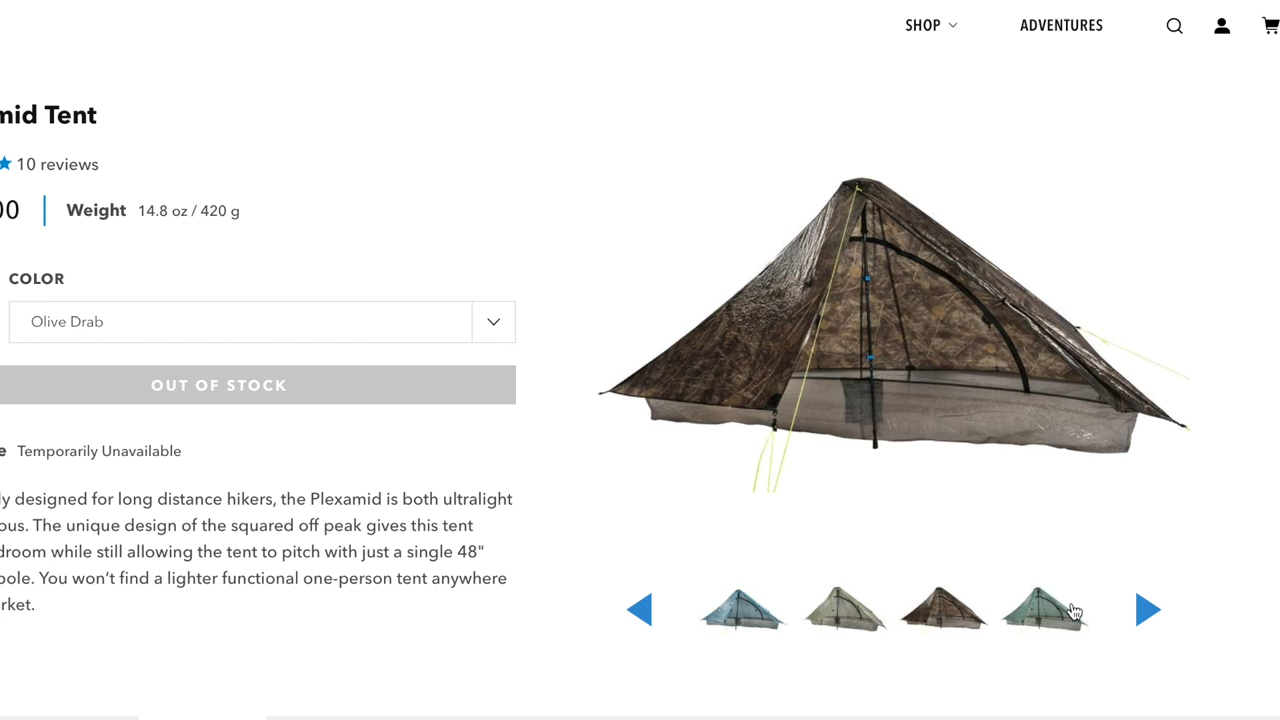 SHOP
ADVENTURES
mid Tent
10 reviews
00
Weight 14.8 oz / 420 g
COLOR
Olive Drab
OUT OF STOCK
e Temporarily Unavailable
ly designed for long distance hikers, the Plexamid is both ultralight
ous. The unique design of the squared off peak gives this tent
droom while still allowing the tent to pitch with just a single 48"
pole. You won’t find a lighter functional one-person tent anywhere
rket.